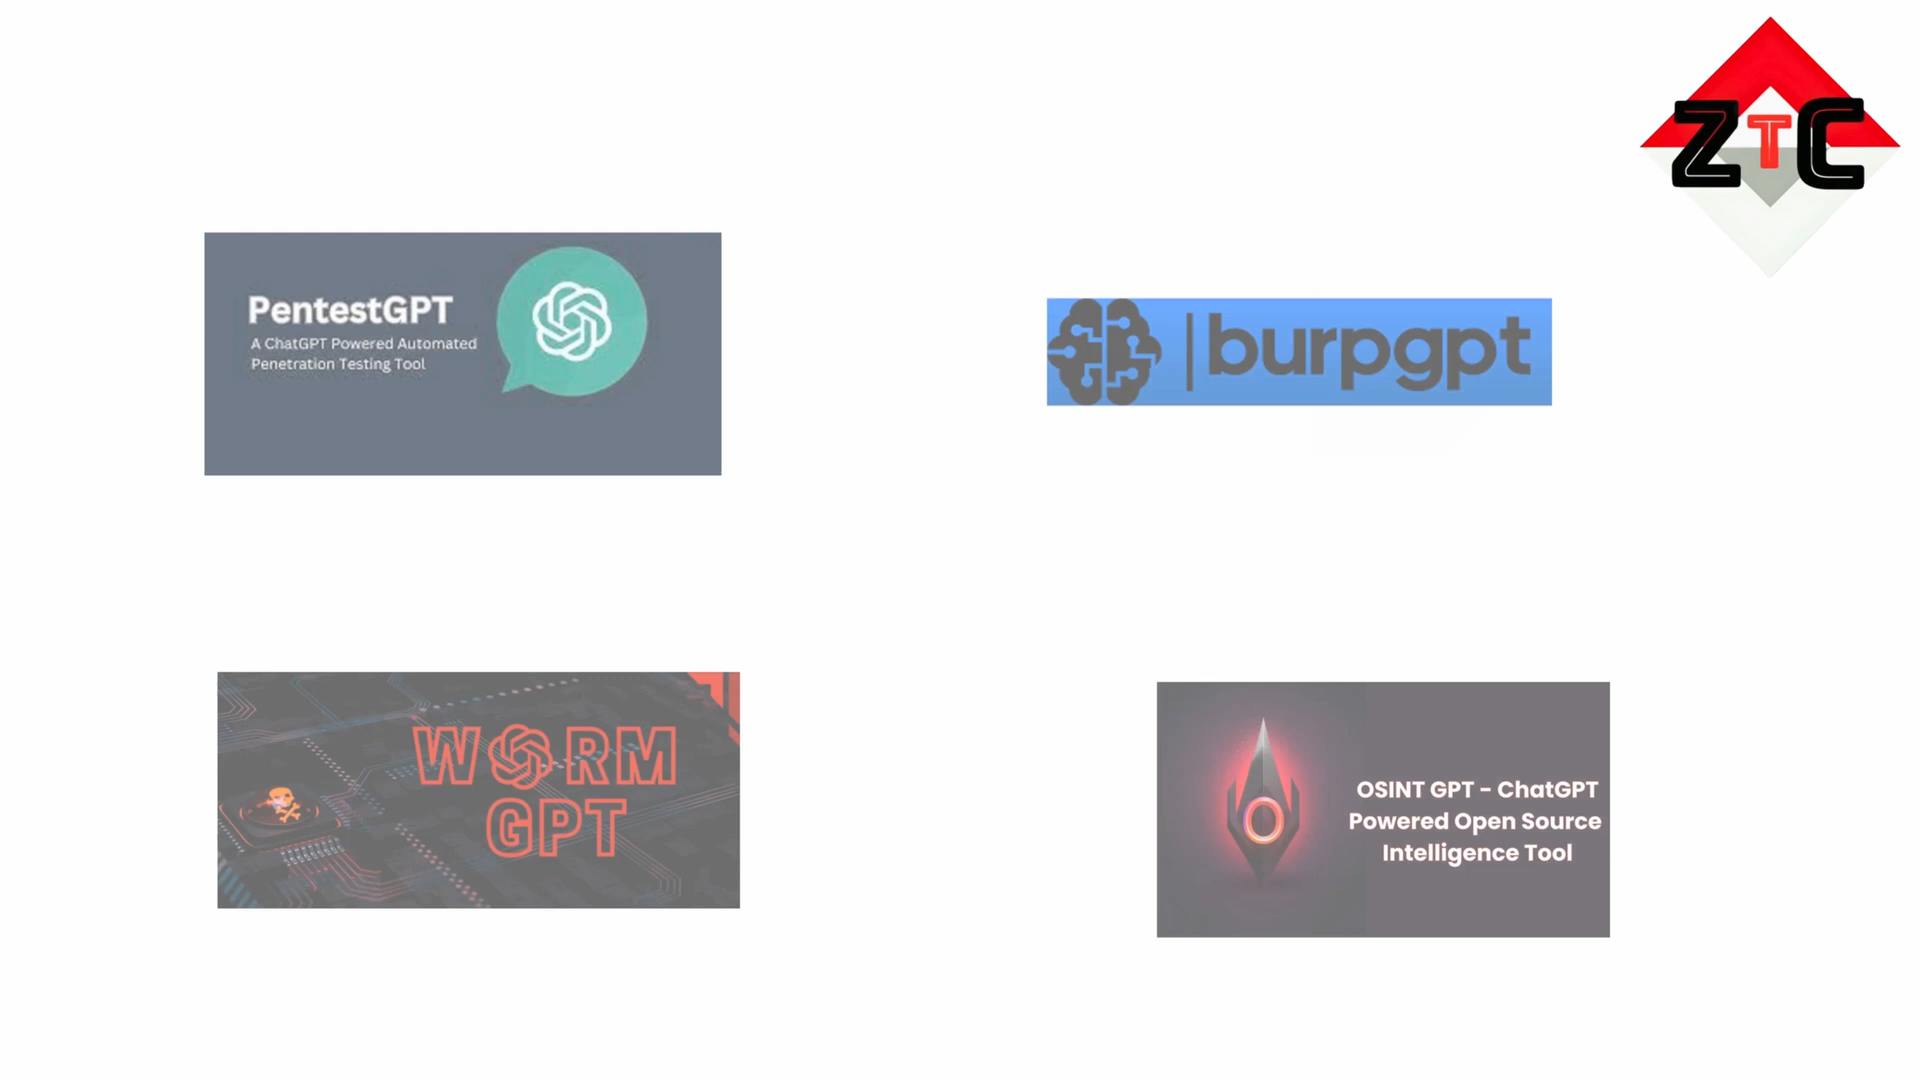 ZTC
PentestGPT
A ChatGPT Powered Automated
Penetration Testing Tool
|burpgpt
WORM
GPT
OSINT GPT - ChatGPT
Powered Open Source
Intelligence Tool